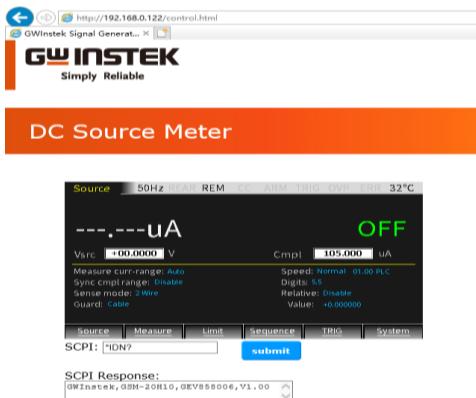 http://192.168.0.122/control.html
GWInstek Signal Generat... ×
GW INSTEK
Simply Reliable
DC Source Meter
Source 50Hz REAR REM CC ARM TRIG OVP ERR 32°C
---.---uA OFF
Vsrc +00.0000 V Cmpl 105.000 uA
Measure curr-range: Auto Speed: Normal 01.00 PLC
Sync cmpl range: Disable Digits: 5.5
Sense mode: 2 Wire Relative: Disable
Guard: Cable Value: +0.000000
Source Measure Limit Sequence TRIG System
SCPI: *IDN? submit
SCPI Response:
GWInstek,GSM-20H10,GEV858006,V1.00